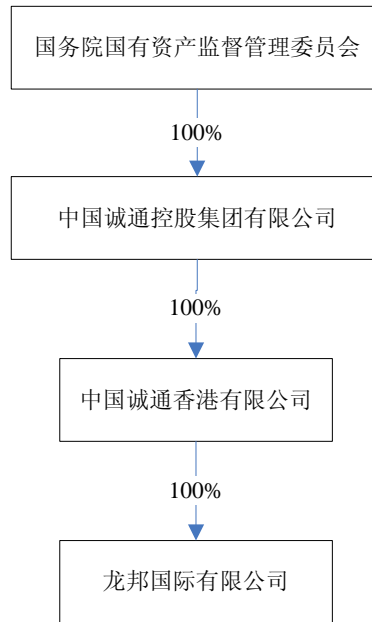 国务院国有资产监督管理委员会
100%
中国诚通控股集团有限公司
100%
中国诚通香港有限公司
100%
龙邦国际有限公司